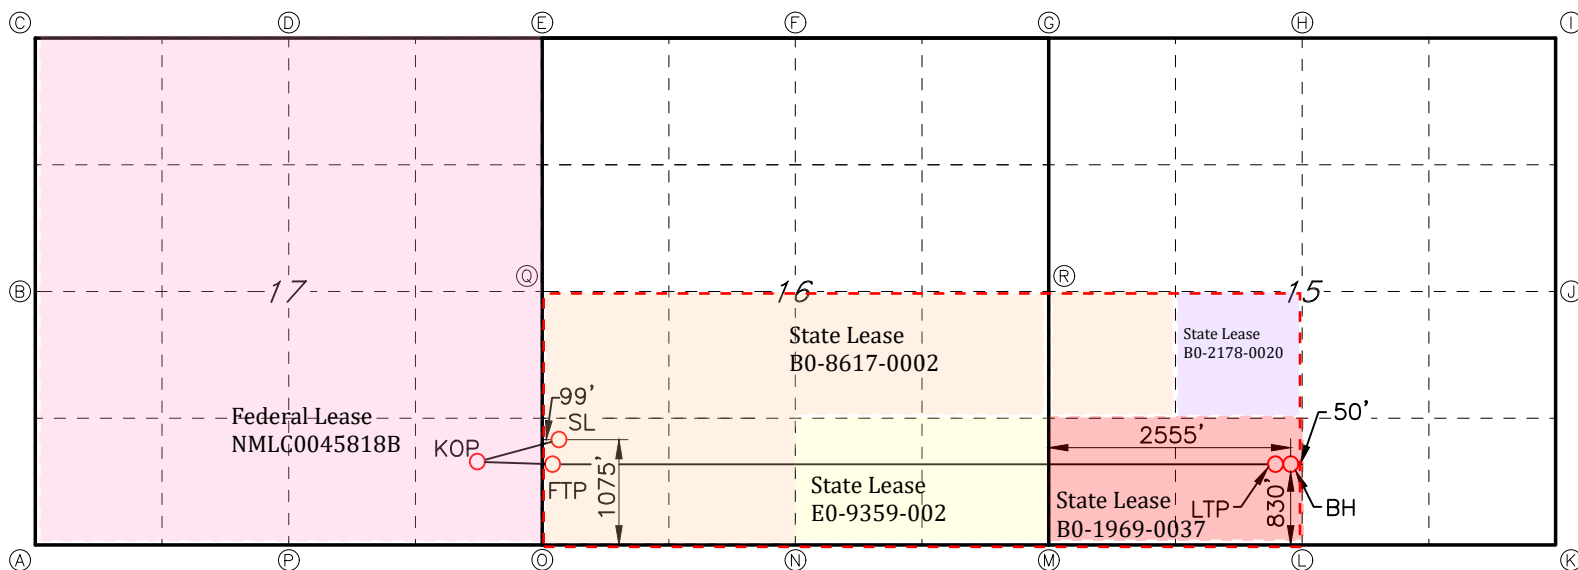 C D E F G H I
B 17 Q 16 R 15 J
State Lease
B0-8617-0002
State Lease
B0-2178-0020
Federal Lease
NMLC0045818B
KOP
99'
SL
FTP
1075'
State Lease
E0-9359-002
2555'
50'
State Lease
B0-1969-0037
LTP
830'
BH
A P O N M L K